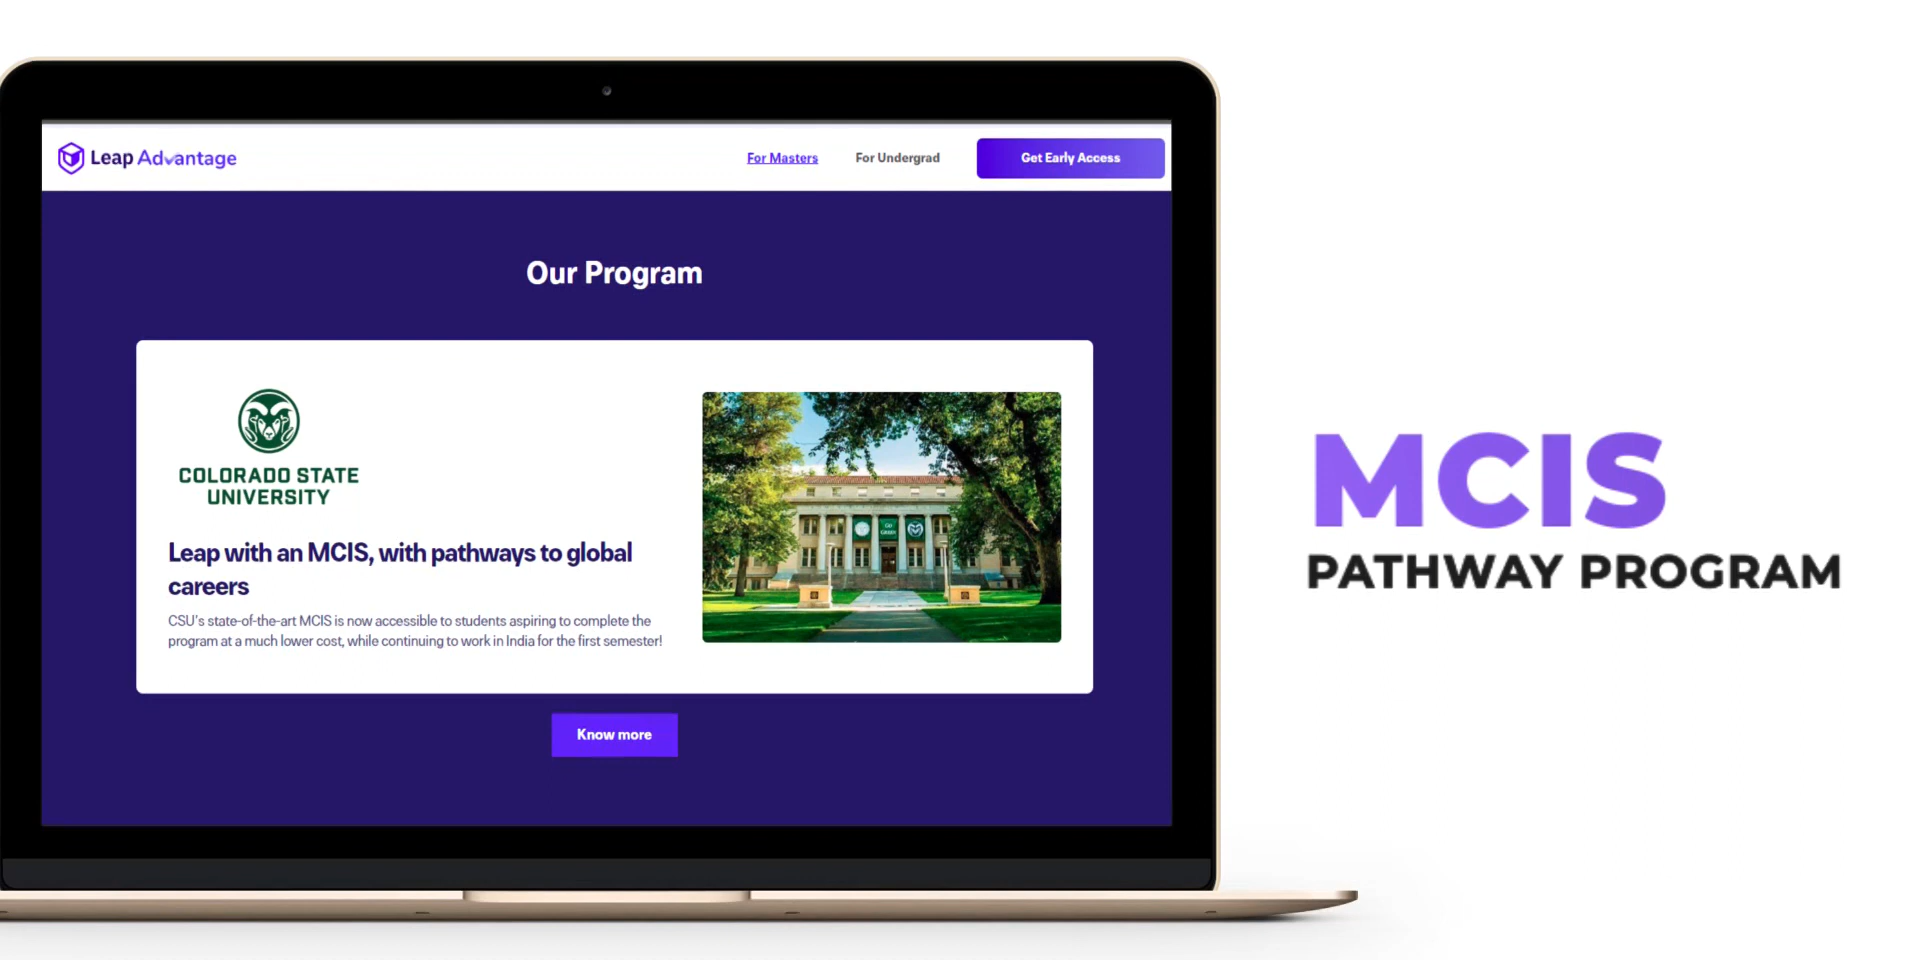 Leap Advantage
For Masters
For Undergrad
Get Early Access
Our Program
COLORADO STATE
UNIVERSITY
Leap with an MCIS, with pathways to global
careers
CSU's state-of-the-art MCIS is now accessible to students aspiring to complete the
program at a much lower cost, while continuing to work in India for the first semester!
GO
GREEN
Know more
MCIS
PATHWAY PROGRAM